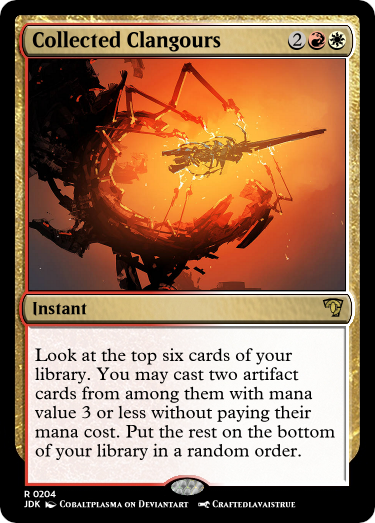 Collected Clangours 2
Instant
Look at the top six cards of your
library. You may cast two artifact
cards from among them with mana
value 3 or less without paying their
mana cost. Put the rest on the bottom
of your library in a random order.
R 0204
JDK Cobaltplasma on Deviantart Craftedlavaistrue